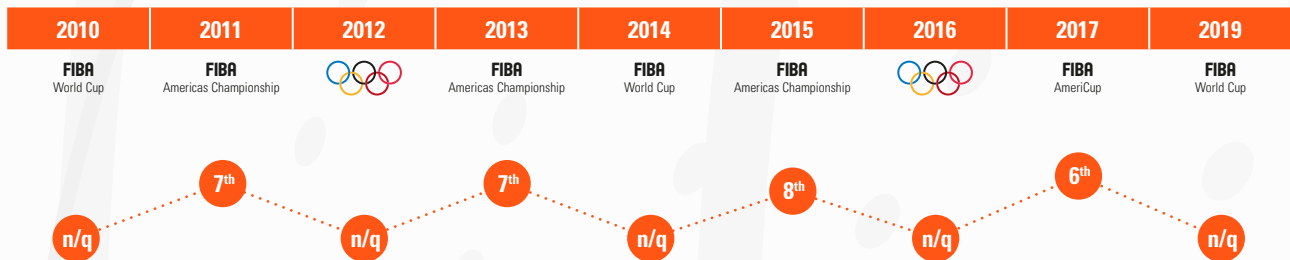 2010 2011 2012 2013 2014 2015 2016 2017 2019
FIBA FIBA FIBA FIBA FIBA FIBA FIBA
World Cup Americas Championship Americas Championship World Cup Americas Championship AmeriCup World Cup
6th
7th 7th 8th
n/q n/q n/q n/q n/q